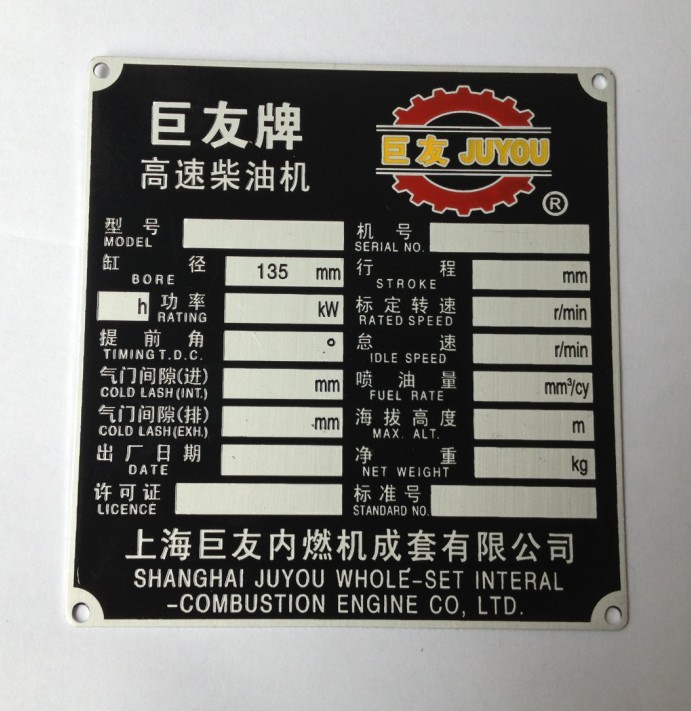 巨友牌
高速柴油机
巨友 JUYOU
®
型号
MODEL
机号
SERIAL NO.
缸径
BORE
135 mm
行程
STROKE
mm
h
功率
RATING
kW
标定转速
RATED SPEED
r/min
提前角
TIMING T.D.C.
°
怠速
IDLE SPEED
r/min
气门间隙(进)
COLD LASH(INT.)
mm
喷油量
FUEL RATE
mm³/cy
气门间隙(排)
COLD LASH(EXH.)
mm
海拔高度
MAX. ALT.
m
出厂日期
DATE
净重
NET WEIGHT
kg
许可证
LICENCE
标准号
STANDARD NO.
上海巨友内燃机成套有限公司
SHANGHAI JUYOU WHOLE-SET INTERAL
-COMBUSTION ENGINE CO, LTD.